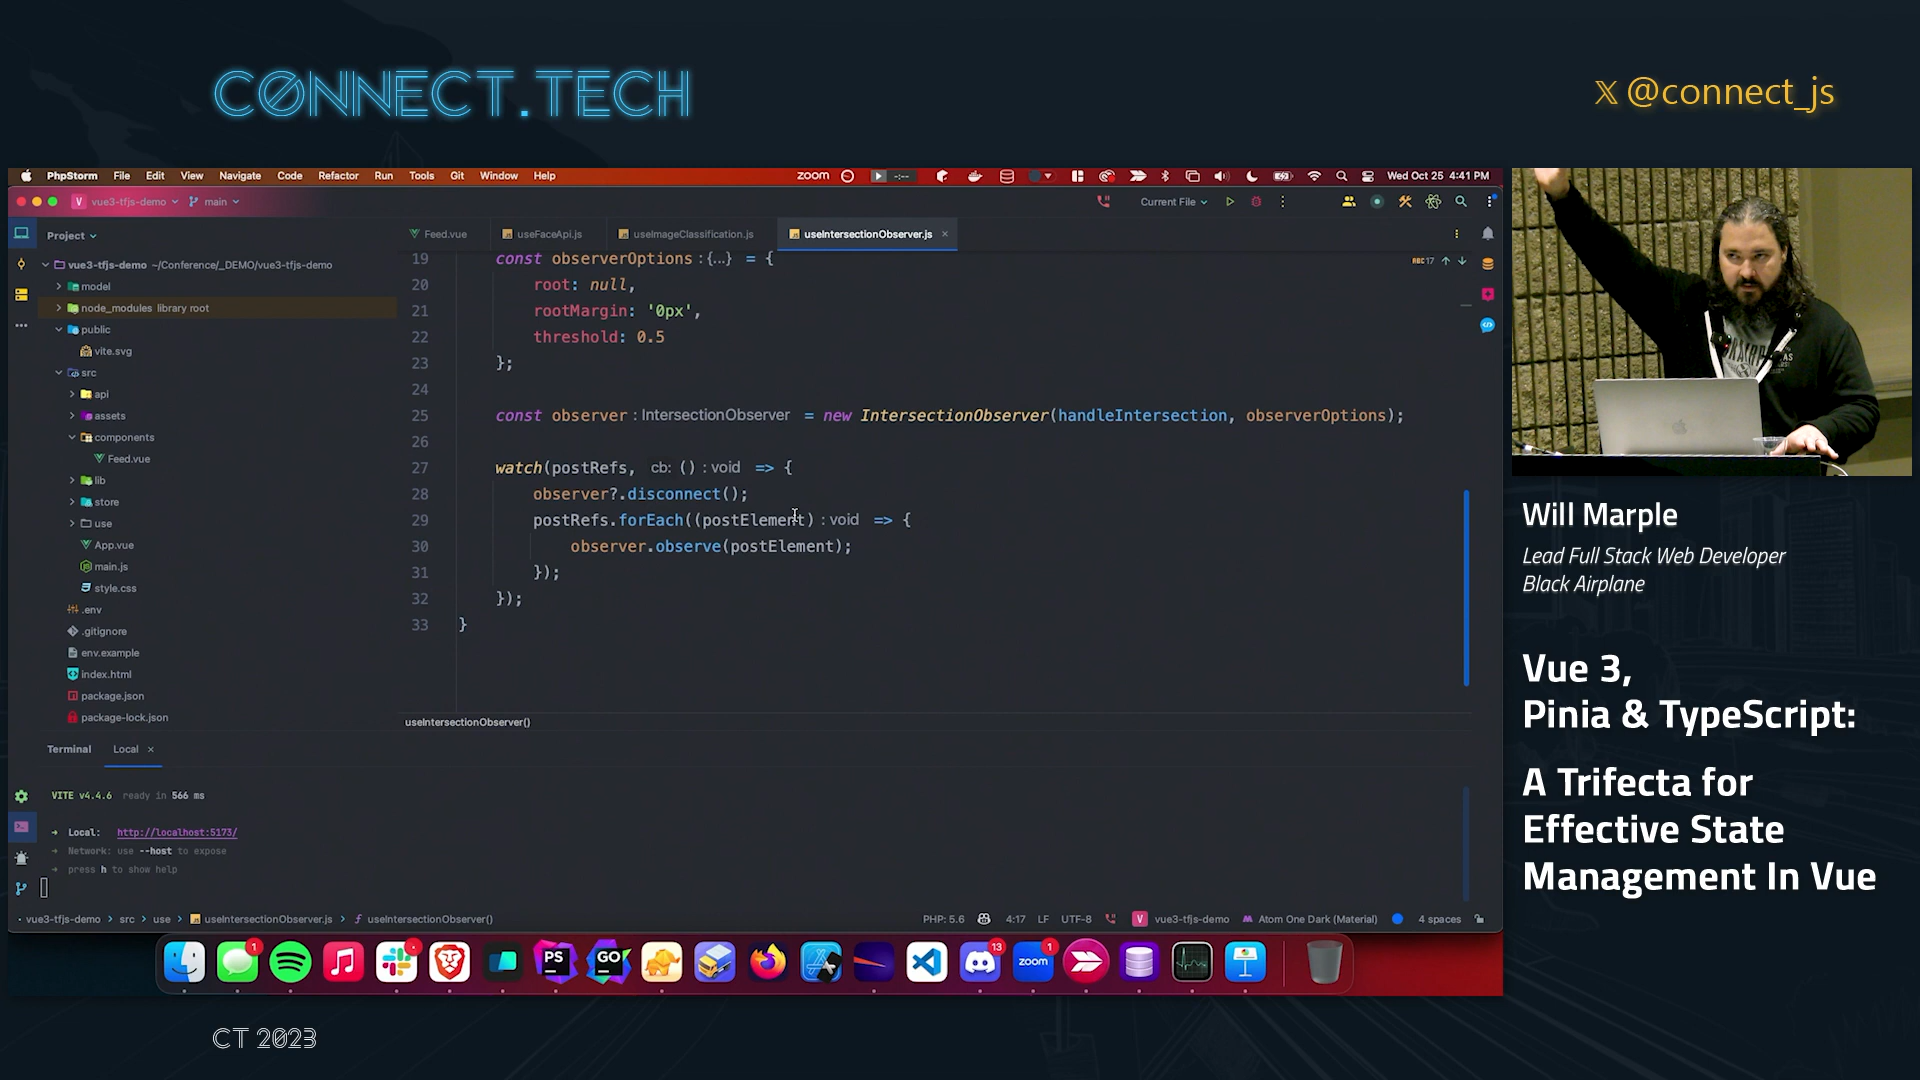 CONNECT.TECH
𝕏 @connect_js
PhpStorm File Edit View Navigate Code Refactor Run Tools Git Window Help
zoom -:-- Wed Oct 25 4:41 PM
V vue3-tfjs-demo main Current File
Project
Feed.vue useFaceApi.js useImageClassification.js useIntersectionObserver.js ×
vue3-tfjs-demo ~/Conference/_DEMO/vue3-tfjs-demo
model
node_modules library root
public
vite.svg
src
api
assets
components
Feed.vue
lib
store
use
App.vue
main.js
style.css
.env
.gitignore
env.example
index.html
package.json
package-lock.json
ABC 17
19 const observerOptions : {...} = {
20 root: null,
21 rootMargin: '0px',
22 threshold: 0.5
23 };
24
25 const observer : IntersectionObserver = new IntersectionObserver(handleIntersection, observerOptions);
26
27 watch(postRefs, cb: () : void => {
28 observer?.disconnect();
29 postRefs.forEach((postElement) : void => {
30 observer.observe(postElement);
31 });
32 });
33 }
useIntersectionObserver()
Terminal Local ×
VITE v4.4.6 ready in 566 ms
➜ Local: http://localhost:5173/
➜ Network: use --host to expose
➜ press h to show help
vue3-tfjs-demo > src > use > useIntersectionObserver.js > f useIntersectionObserver()
PHP: 5.6 4:17 LF UTF-8 V vue3-tfjs-demo Atom One Dark (Material) 4 spaces
1 PS GO 13 zoom 1
Will Marple
Lead Full Stack Web Developer
Black Airplane
Vue 3,
Pinia & TypeScript:
A Trifecta for
Effective State
Management In Vue
CT 2023